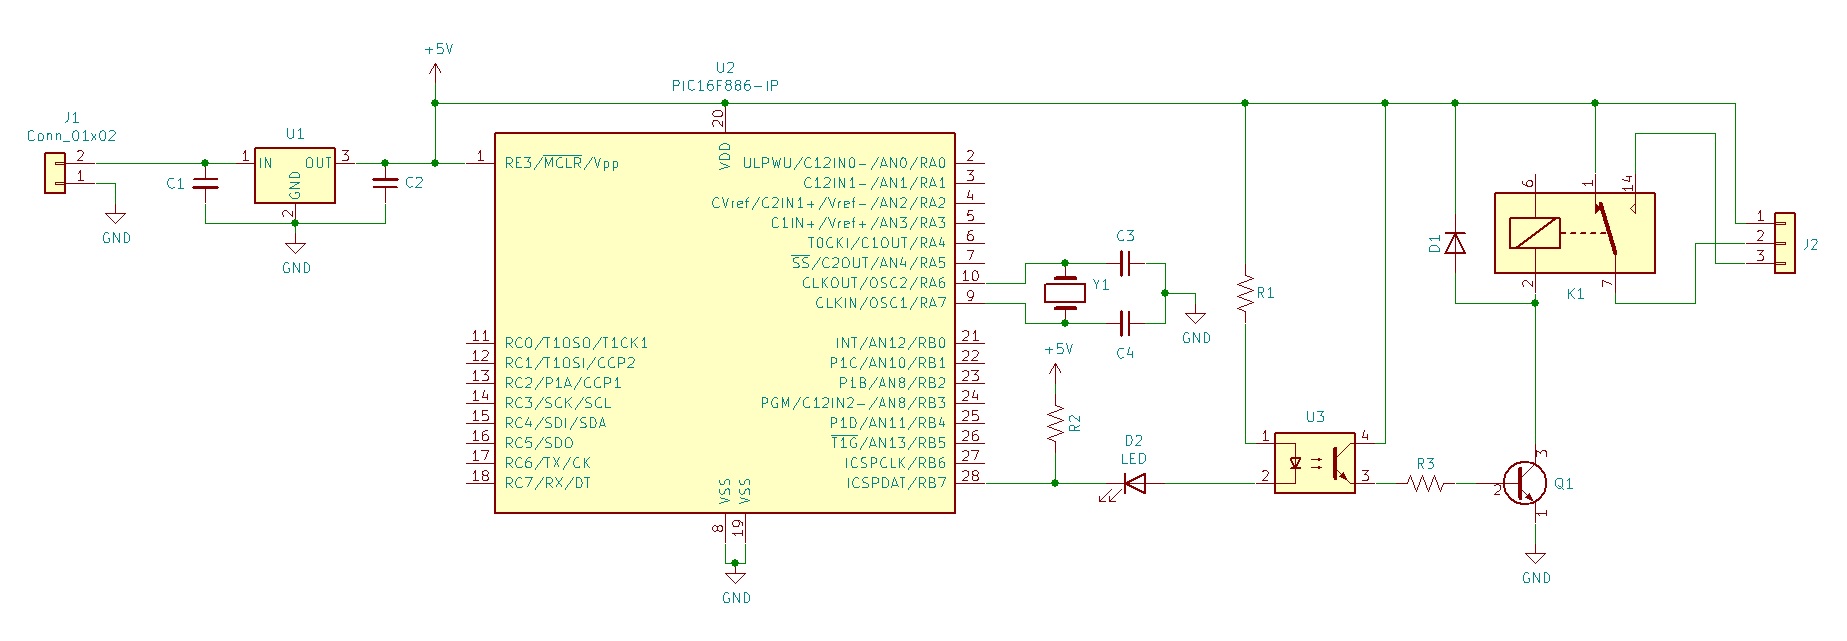 +5V
U2
PIC16F886-IP
J1
Conn_01x02
2
1
GND
C1
U1
1
IN
OUT
3
GND
2
GND
C2
20
VDD
1
RE3/MCLR/Vpp
11
RC0/T1OSO/T1CK1
12
RC1/T1OSI/CCP2
13
RC2/P1A/CCP1
14
RC3/SCK/SCL
15
RC4/SDI/SDA
16
RC5/SDO
17
RC6/TX/CK
18
RC7/RX/DT
ULPWU/C12IN0-/AN0/RA0
2
C12IN1-/AN1/RA1
3
CVref/C2IN1+/Vref-/AN2/RA2
4
C1IN+/Vref+/AN3/RA3
5
T0CKI/C1OUT/RA4
6
SS/C2OUT/AN4/RA5
7
CLKOUT/OSC2/RA6
10
CLKIN/OSC1/RA7
9
INT/AN12/RB0
21
P1C/AN10/RB1
22
P1B/AN8/RB2
23
PGM/C12IN2-/AN8/RB3
24
P1D/AN11/RB4
25
T1G/AN13/RB5
26
ICSPCLK/RB6
27
ICSPDAT/RB7
28
VSS
VSS
8
19
GND
C3
Y1
C4
GND
+5V
R2
D2
LED
R1
U3
1
2
4
3
R3
Q1
2
3
1
GND
D1
6
1
14
2
7
K1
1
2
3
J2